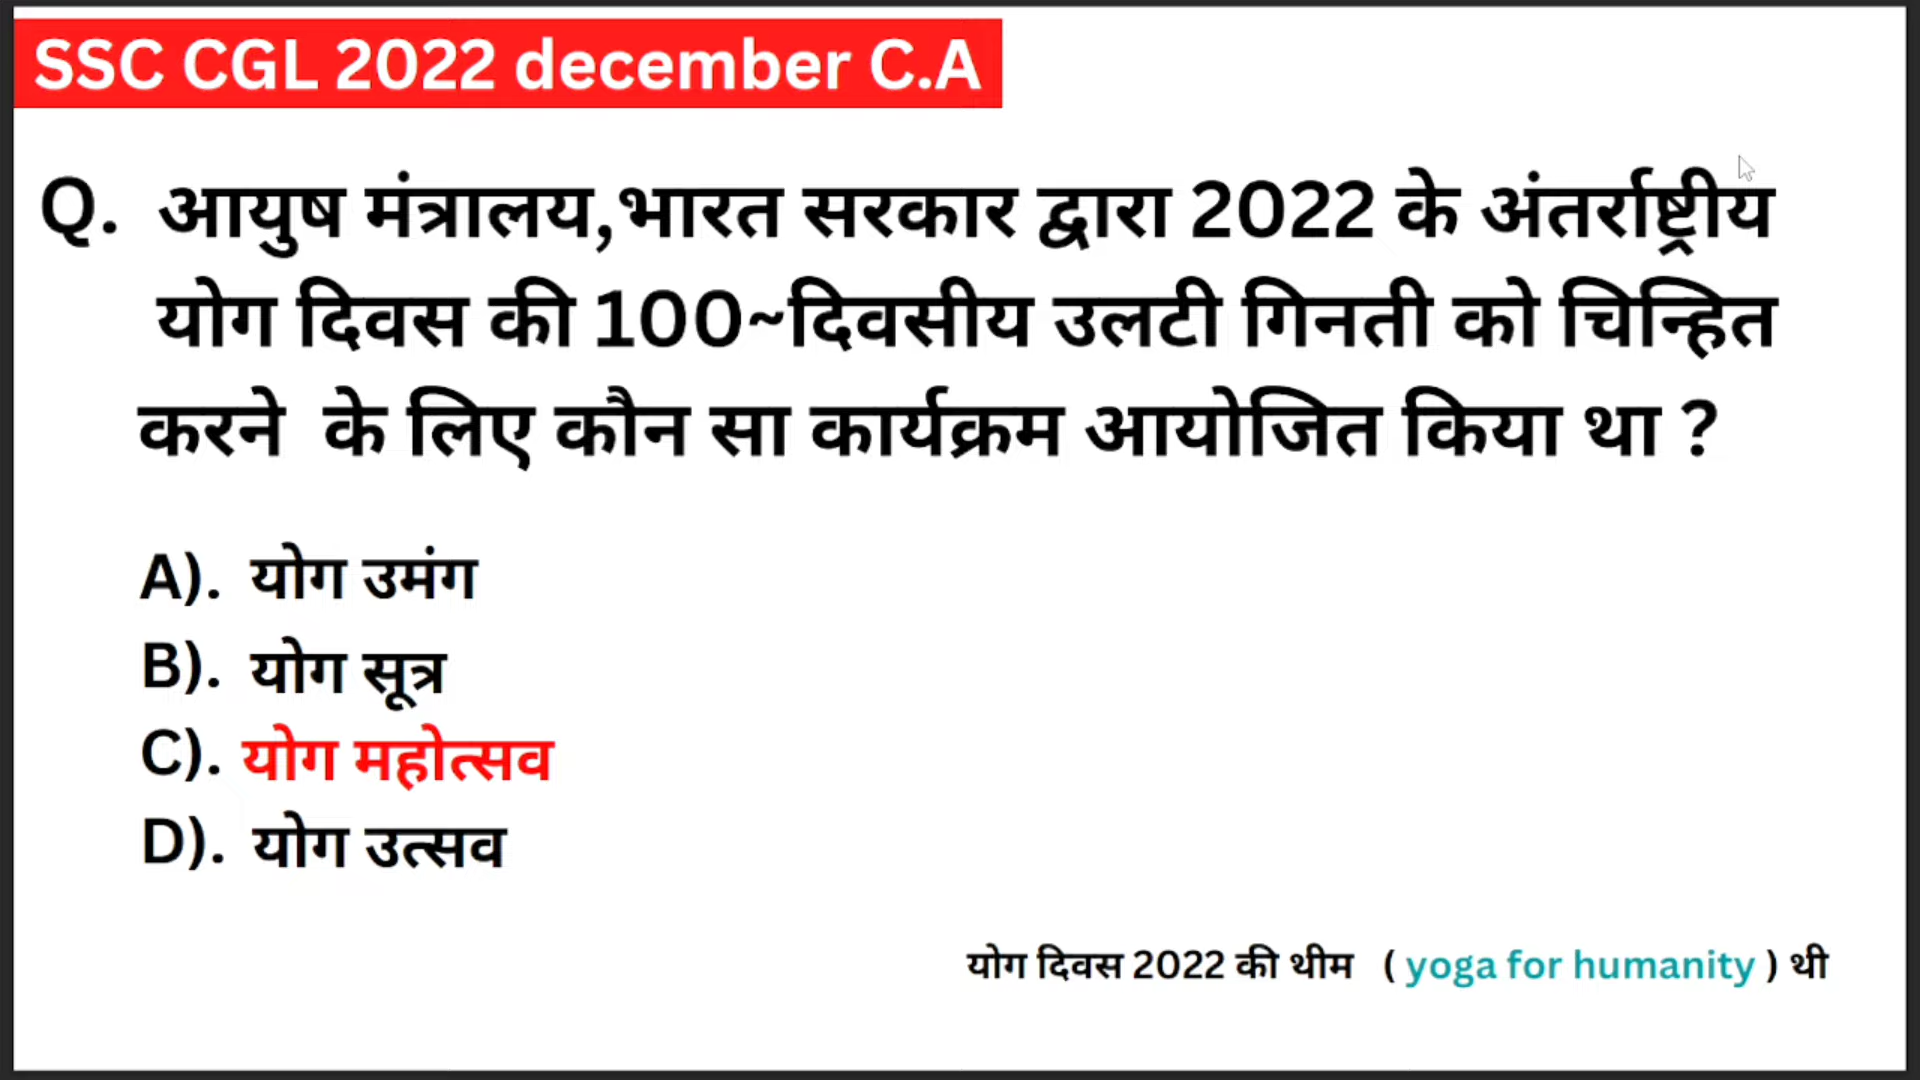 SSC CGL 2022 december C.A
Q. आयुष मंत्रालय,भारत सरकार द्वारा 2022 के अंतर्राष्ट्रीय
योग दिवस की 100~दिवसीय उलटी गिनती को चिन्हित
करने के लिए कौन सा कार्यक्रम आयोजित किया था ?
A). योग उमंग
B). योग सूत्र
C). योग महोत्सव
D). योग उत्सव
योग दिवस 2022 की थीम ( yoga for humanity ) थी